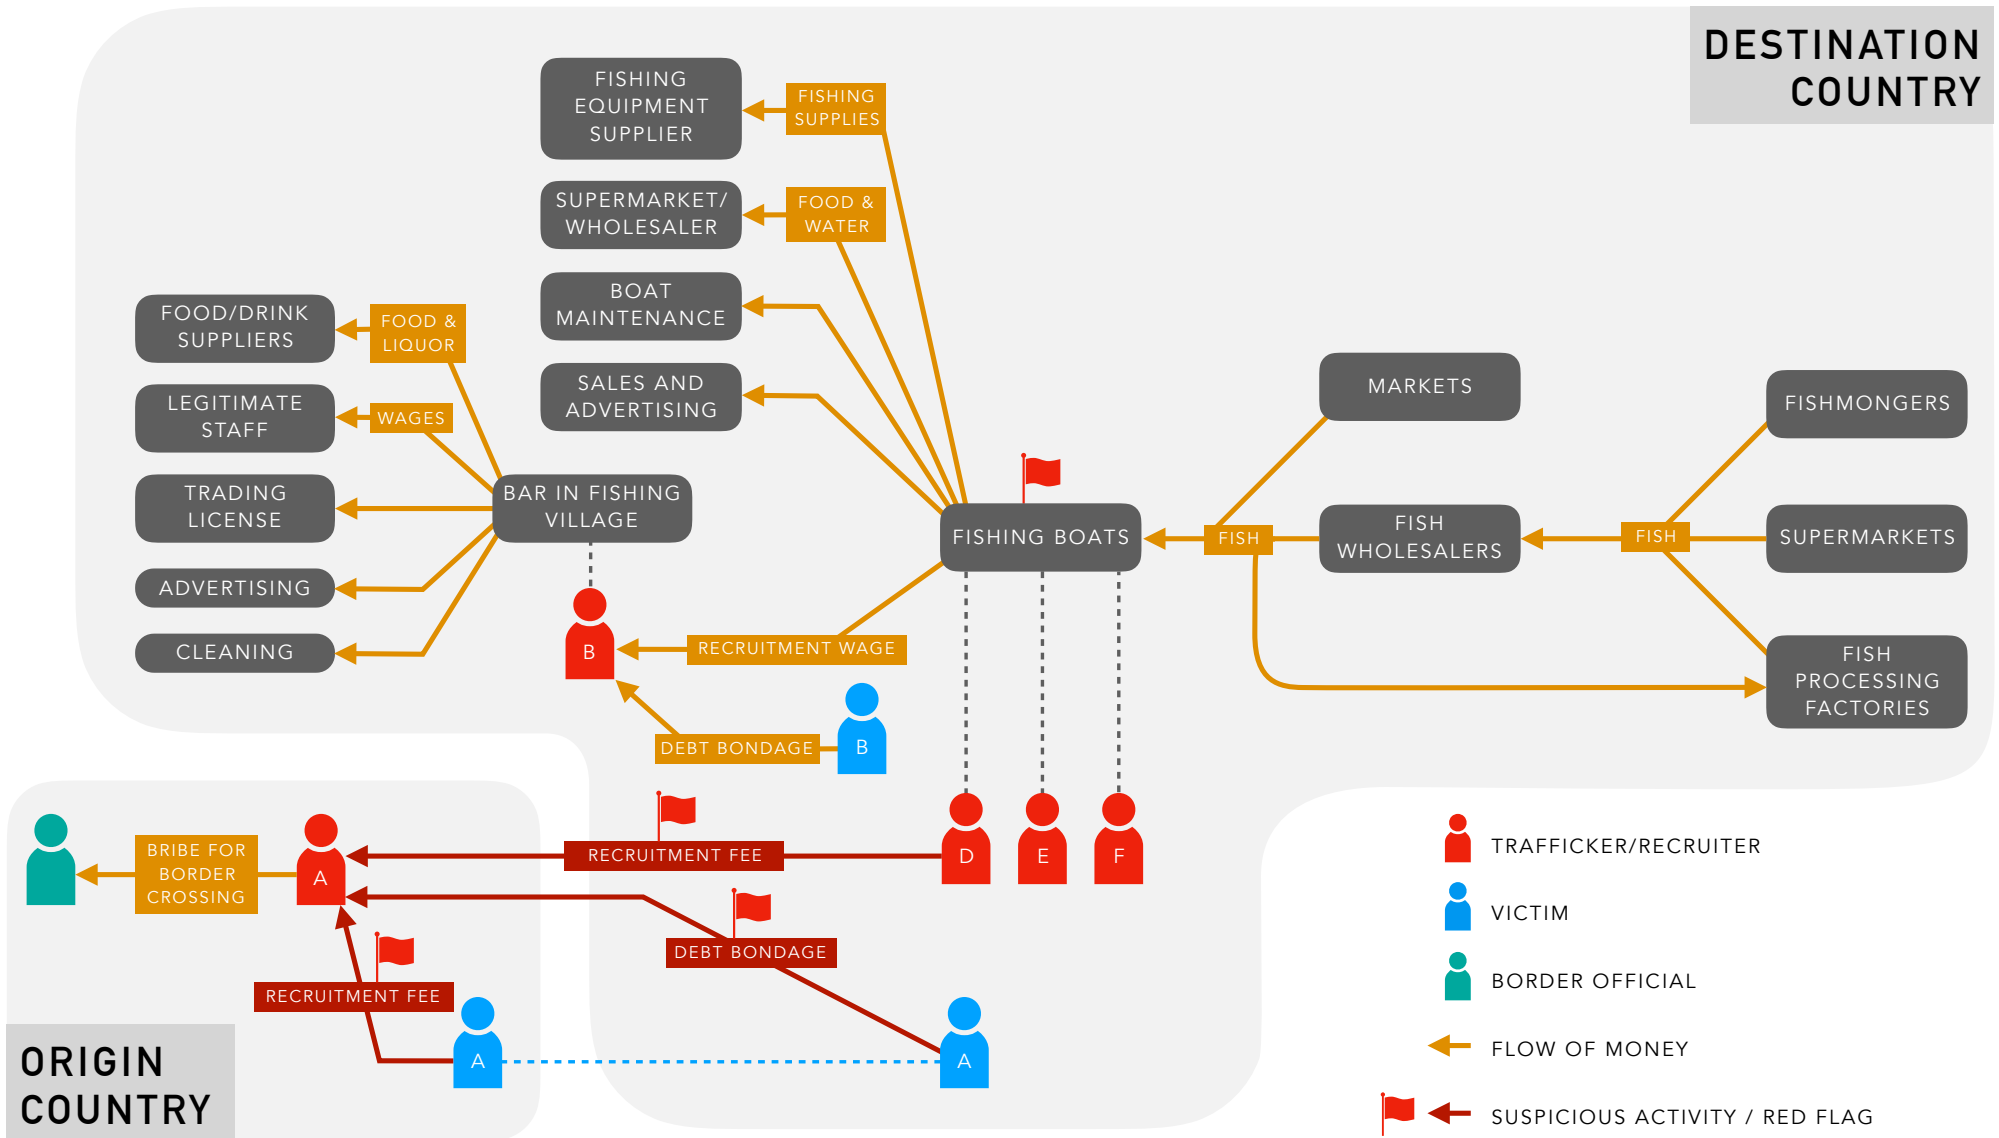 DESTINATION
COUNTRY
FISHING
EQUIPMENT
SUPPLIER
FISHING
SUPPLIES
SUPERMARKET/
WHOLESALER
FOOD &
WATER
BOAT
MAINTENANCE
SALES AND
ADVERTISING
FOOD/DRINK
SUPPLIERS
FOOD &
LIQUOR
LEGITIMATE
STAFF
WAGES
TRADING
LICENSE
ADVERTISING
CLEANING
BAR IN FISHING
VILLAGE
FISHING BOATS
MARKETS
FISH
FISH
WHOLESALERS
FISH
FISHMONGERS
SUPERMARKETS
FISH
PROCESSING
FACTORIES
B
RECRUITMENT WAGE
DEBT BONDAGE
B
BRIBE FOR
BORDER
CROSSING
A
RECRUITMENT FEE
D
E
F
DEBT BONDAGE
RECRUITMENT FEE
A
A
ORIGIN
COUNTRY
TRAFFICKER/RECRUITER
VICTIM
BORDER OFFICIAL
FLOW OF MONEY
SUSPICIOUS ACTIVITY / RED FLAG